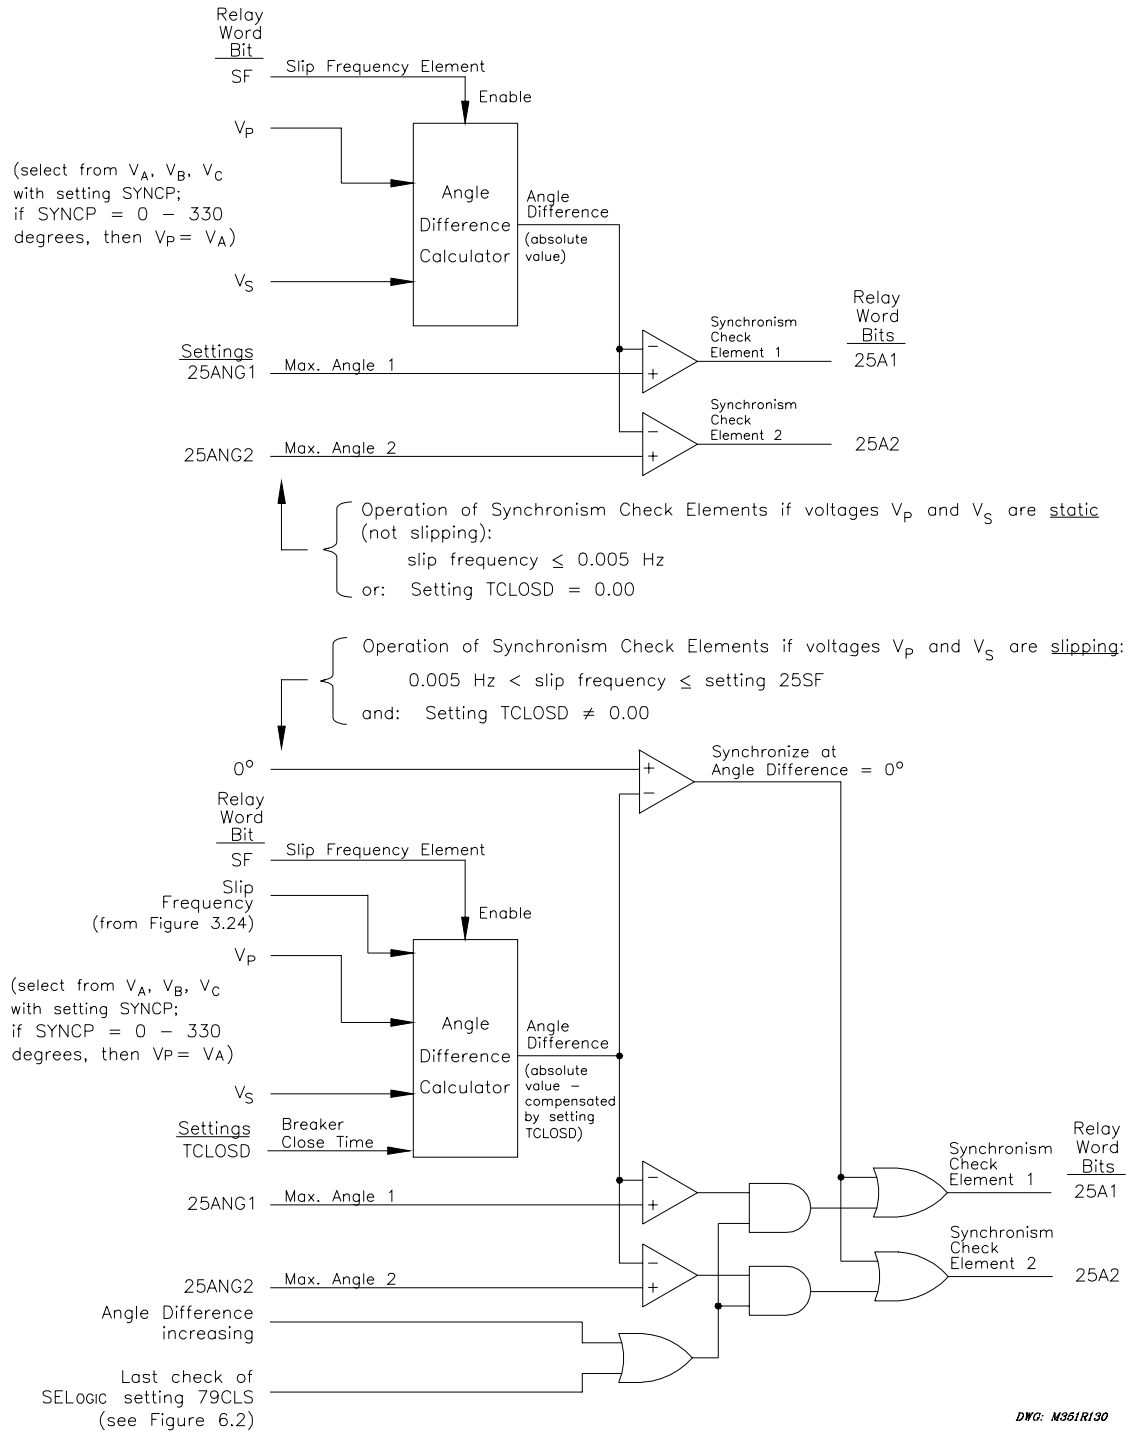 Relay
Word
Bit
SF
Slip Frequency Element
Enable
VP
(select from VA, VB, VC
with setting SYNCP;
if SYNCP = 0 – 330
degrees, then VP = VA)
VS
Angle
Difference
Calculator
Angle
Difference
(absolute
value)
Settings
25ANG1
Max. Angle 1
25ANG2
Max. Angle 2
−
+
−
+
Synchronism
Check
Element 1
Synchronism
Check
Element 2
Relay
Word
Bits
25A1
25A2
Operation of Synchronism Check Elements if voltages VP and VS are static
(not slipping):
slip frequency ≤ 0.005 Hz
or: Setting TCLOSD = 0.00
Operation of Synchronism Check Elements if voltages VP and VS are slipping:
0.005 Hz < slip frequency ≤ setting 25SF
and: Setting TCLOSD ≠ 0.00
0°
+
−
Synchronize at
Angle Difference = 0°
Relay
Word
Bit
SF
Slip Frequency Element
Enable
Slip
Frequency
(from Figure 3.24)
VP
(select from VA, VB, VC
with setting SYNCP;
if SYNCP = 0 – 330
degrees, then VP = VA)
VS
Settings
TCLOSD
Breaker
Close Time
Angle
Difference
Calculator
Angle
Difference
(absolute
value –
compensated
by setting
TCLOSD)
25ANG1
Max. Angle 1
−
+
25ANG2
Max. Angle 2
−
+
Angle Difference
increasing
Last check of
SELOGIC setting 79CLS
(see Figure 6.2)
Synchronism
Check
Element 1
Synchronism
Check
Element 2
Relay
Word
Bits
25A1
25A2
DWG: M351R130